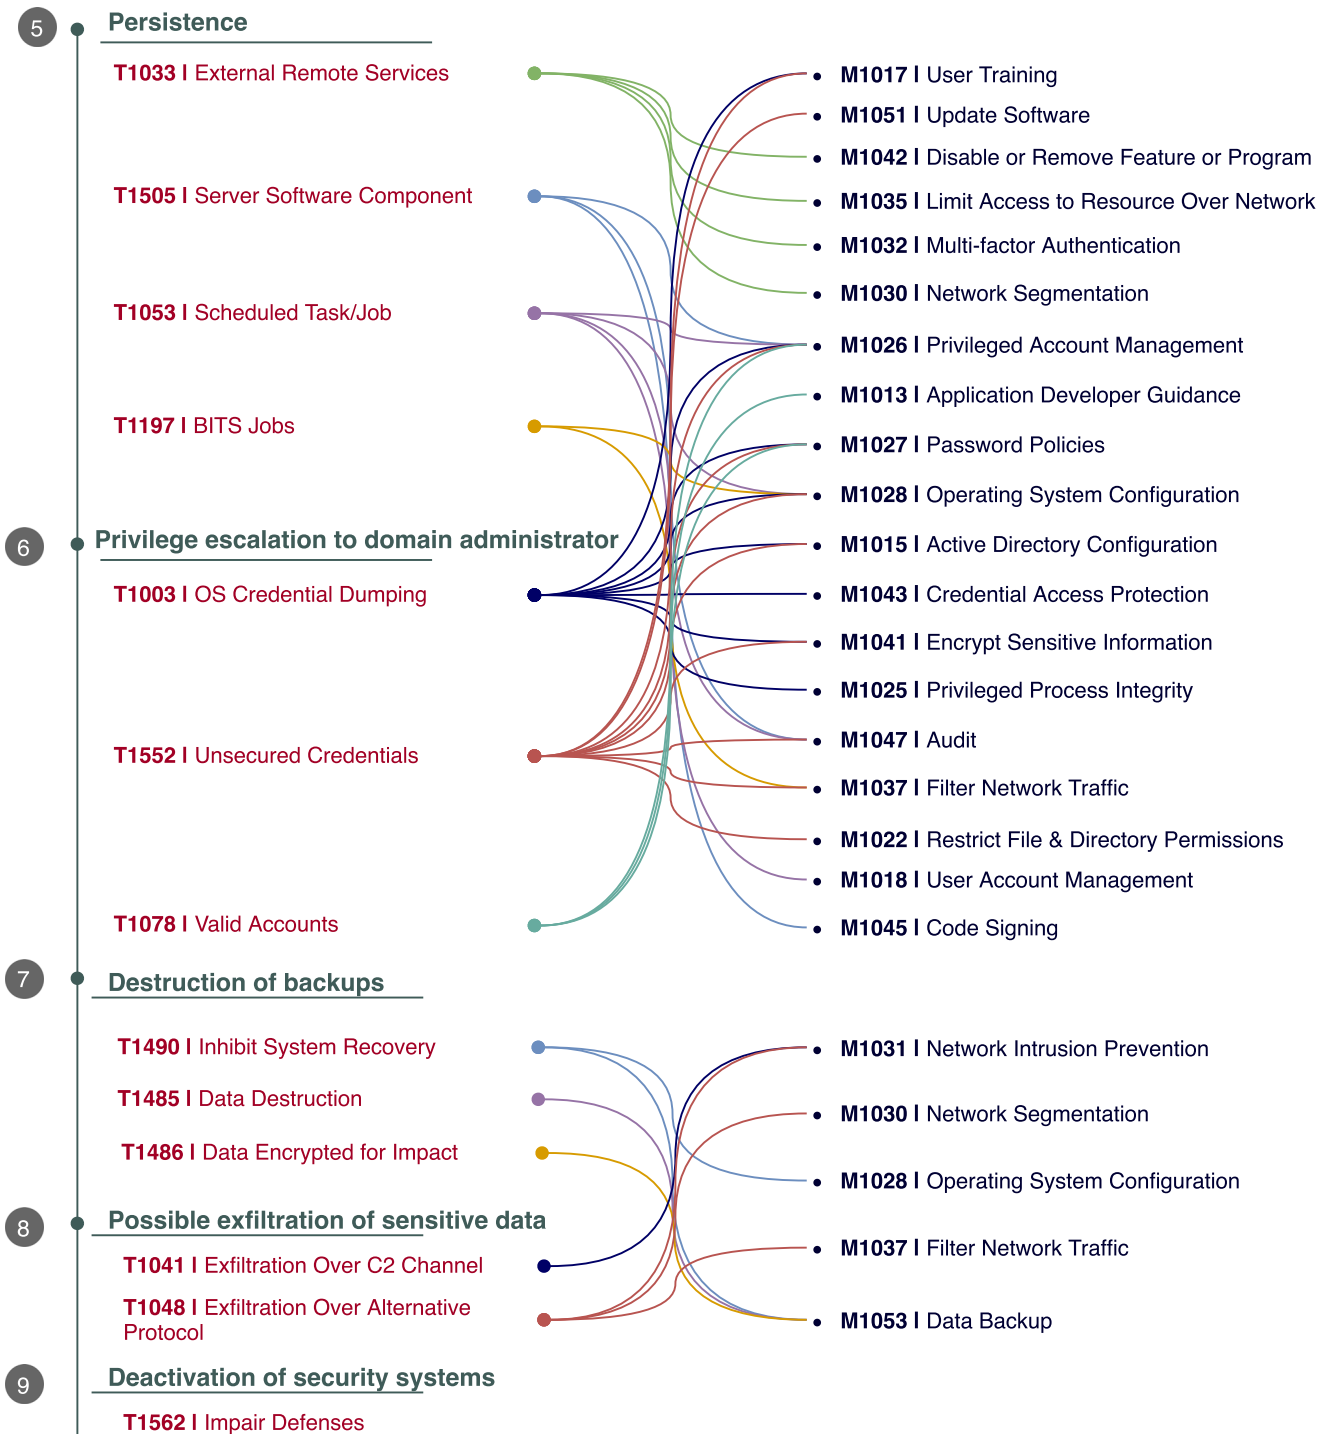 5
Persistence
T1033 | External Remote Services
T1505 | Server Software Component
T1053 | Scheduled Task/Job
T1197 | BITS Jobs
6
Privilege escalation to domain administrator
T1003 | OS Credential Dumping
T1552 | Unsecured Credentials
T1078 | Valid Accounts
M1017 | User Training
M1051 | Update Software
M1042 | Disable or Remove Feature or Program
M1035 | Limit Access to Resource Over Network
M1032 | Multi-factor Authentication
M1030 | Network Segmentation
M1026 | Privileged Account Management
M1013 | Application Developer Guidance
M1027 | Password Policies
M1028 | Operating System Configuration
M1015 | Active Directory Configuration
M1043 | Credential Access Protection
M1041 | Encrypt Sensitive Information
M1025 | Privileged Process Integrity
M1047 | Audit
M1037 | Filter Network Traffic
M1022 | Restrict File & Directory Permissions
M1018 | User Account Management
M1045 | Code Signing
7
Destruction of backups
T1490 | Inhibit System Recovery
T1485 | Data Destruction
T1486 | Data Encrypted for Impact
8
Possible exfiltration of sensitive data
T1041 | Exfiltration Over C2 Channel
T1048 | Exfiltration Over Alternative
Protocol
M1031 | Network Intrusion Prevention
M1030 | Network Segmentation
M1028 | Operating System Configuration
M1037 | Filter Network Traffic
M1053 | Data Backup
9
Deactivation of security systems
T1562 | Impair Defenses